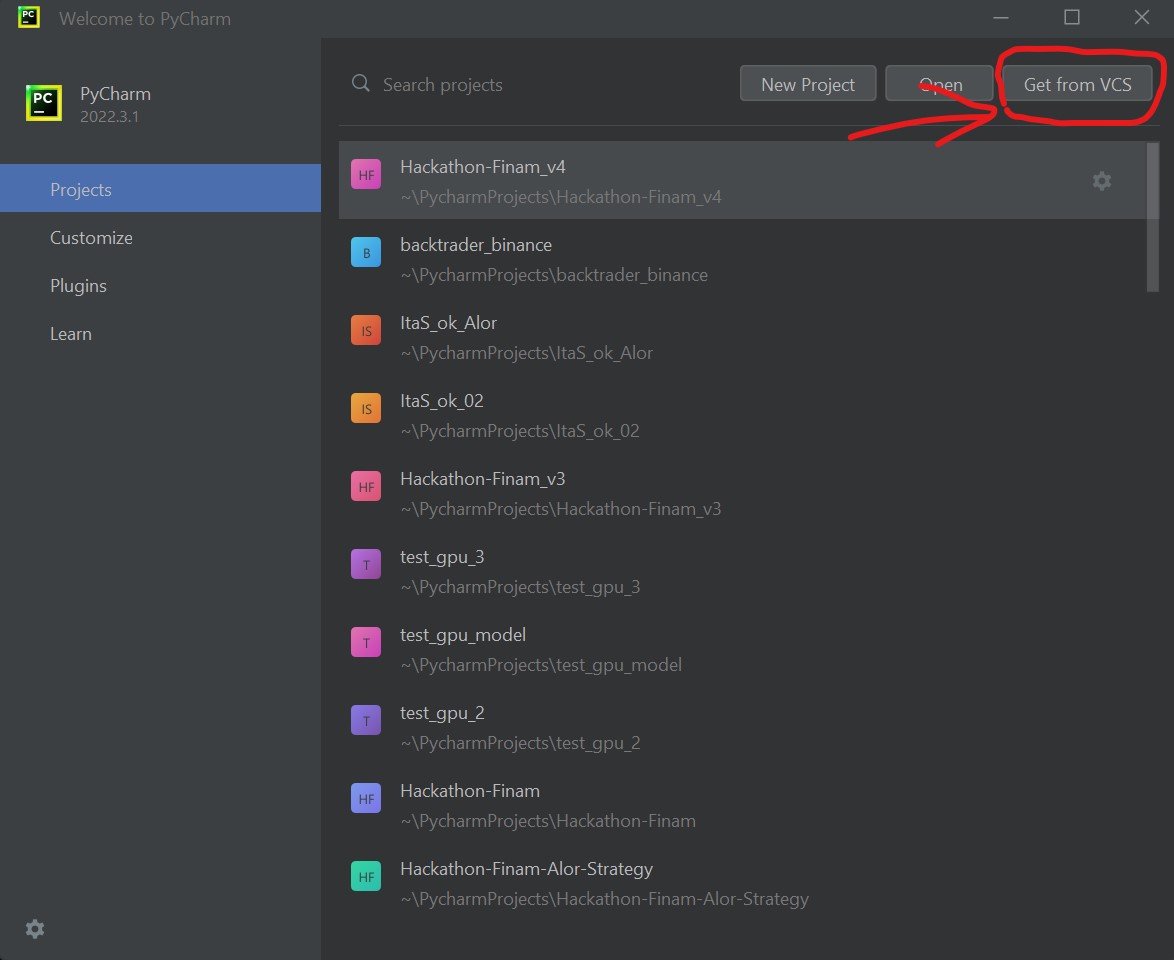 PC Welcome to PyCharm
Search projects New Project Open Get from VCS
PC PyCharm
2022.3.1
Projects
Customize
Plugins
Learn
HF Hackathon-Finam_v4
~\PycharmProjects\Hackathon-Finam_v4
B backtrader_binance
~\PycharmProjects\backtrader_binance
IS ItaS_ok_Alor
~\PycharmProjects\ItaS_ok_Alor
IS ItaS_ok_02
~\PycharmProjects\ItaS_ok_02
HF Hackathon-Finam_v3
~\PycharmProjects\Hackathon-Finam_v3
T test_gpu_3
~\PycharmProjects\test_gpu_3
T test_gpu_model
~\PycharmProjects\test_gpu_model
T test_gpu_2
~\PycharmProjects\test_gpu_2
HF Hackathon-Finam
~\PycharmProjects\Hackathon-Finam
HF Hackathon-Finam-Alor-Strategy
~\PycharmProjects\Hackathon-Finam-Alor-Strategy